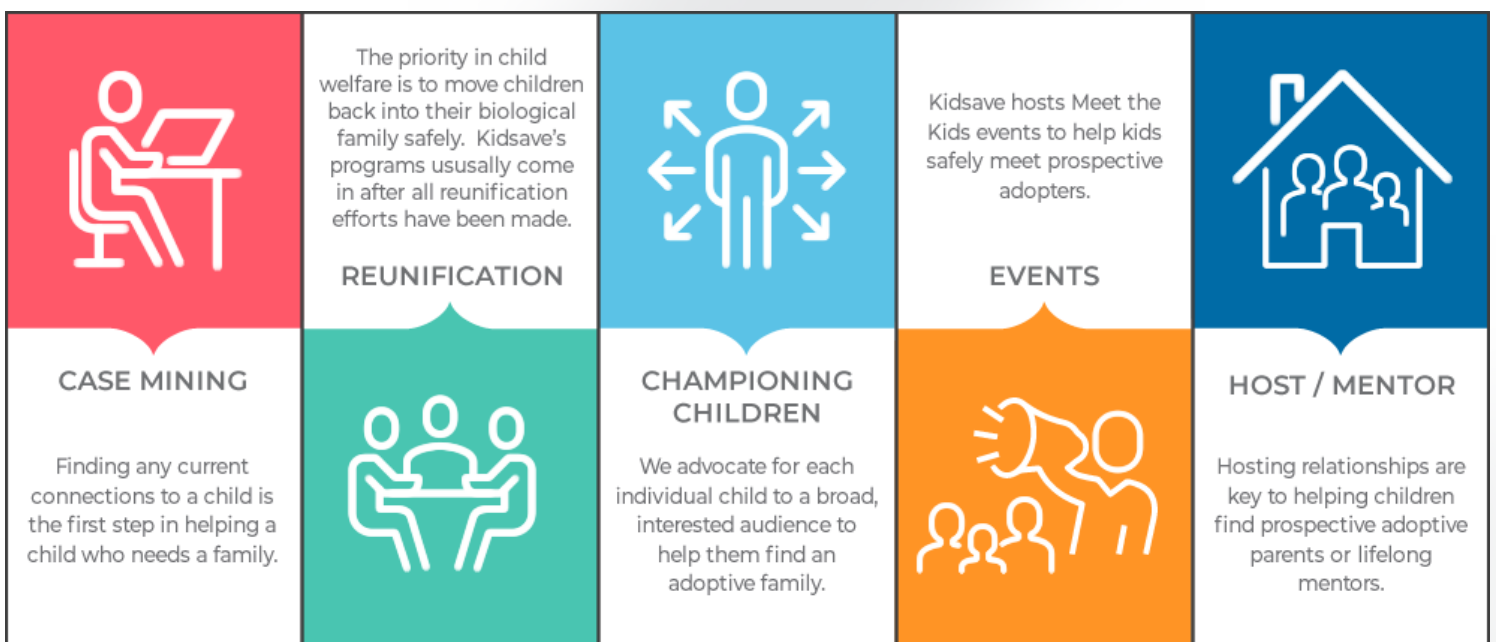 CASE MINING
Finding any current
connections to a child is
the first step in helping a
child who needs a family.
The priority in child
welfare is to move children
back into their biological
family safely.  Kidsave's
programs ususally come
in after all reunification
efforts have been made.
REUNIFICATION
CHAMPIONING
CHILDREN
We advocate for each
individual child to a broad,
interested audience to
help them find an
adoptive family.
Kidsave hosts Meet the
Kids events to help kids
safely meet prospective
adopters.
EVENTS
HOST / MENTOR
Hosting relationships are
key to helping children
find prospective adoptive
parents or lifelong
mentors.